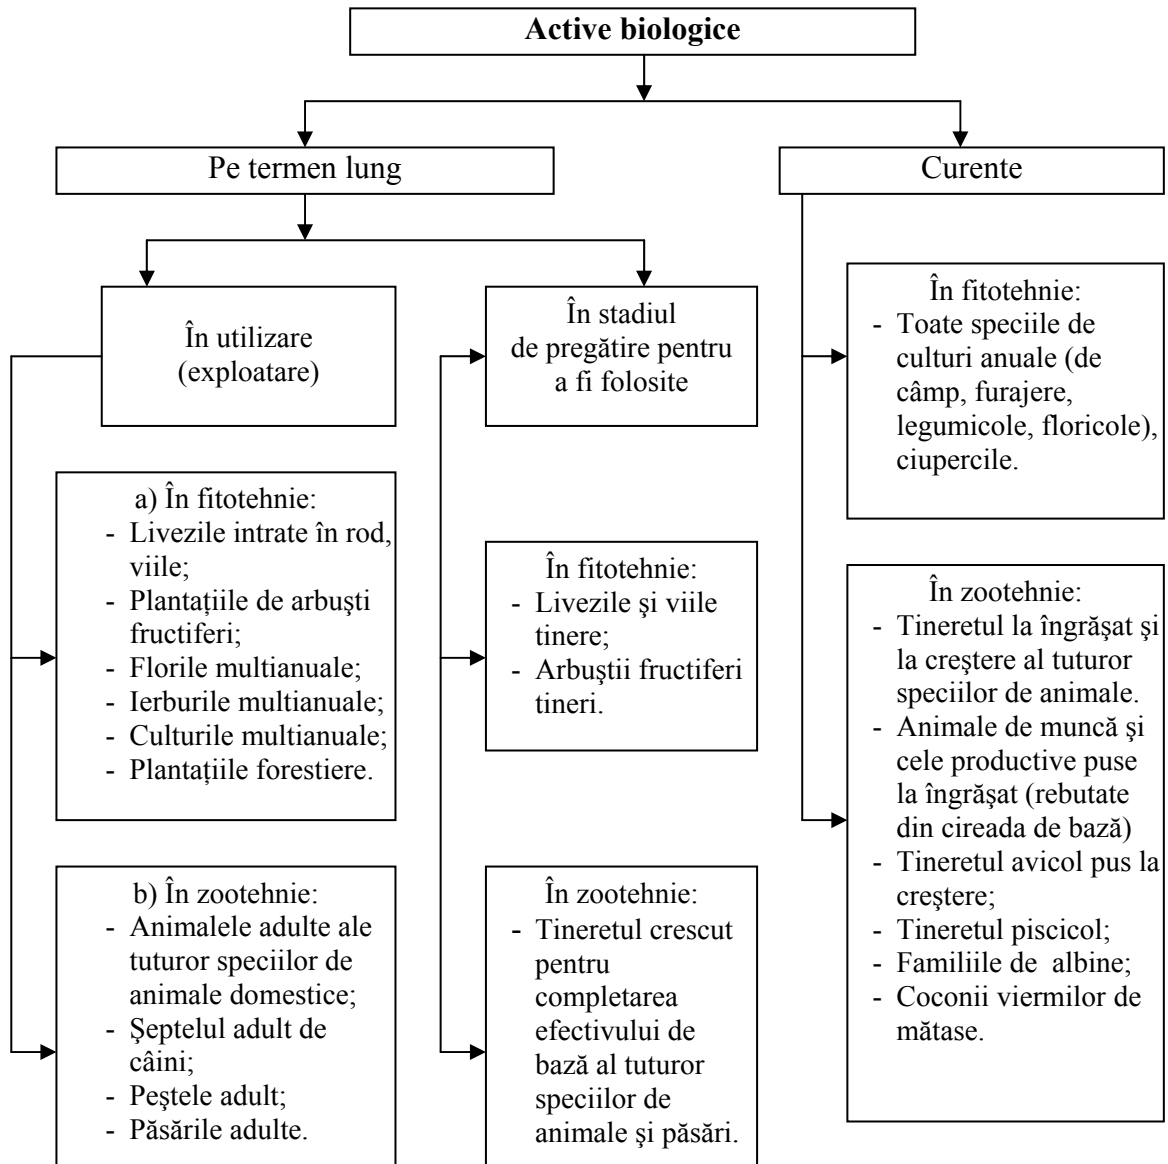 Active biologice
Pe termen lung
Curente
În utilizare
(exploatare)
În stadiul
de pregătire pentru
a fi folosite
În fitotehnie:
- Toate speciile de
culturi anuale (de
câmp, furajere,
legumicole, floricole),
ciupercile.
a) În fitotehnie:
- Livezile intrate în rod,
viile;
- Plantațiile de arbuşti
fructiferi;
- Florile multianuale;
- Ierburile multianuale;
- Culturile multianuale;
- Plantațiile forestiere.
În fitotehnie:
- Livezile şi viile
tinere;
- Arbuştii fructiferi
tineri.
În zootehnie:
- Tineretul la îngrăşat şi
la creştere al tuturor
speciilor de animale.
- Animale de muncă şi
cele productive puse
la îngrăşat (rebutate
din cireada de bază)
- Tineretul avicol pus la
creştere;
- Tineretul piscicol;
- Familiile de albine;
- Coconii viermilor de
mătase.
b) În zootehnie:
- Animalele adulte ale
tuturor speciilor de
animale domestice;
- Şeptelul adult de
câini;
- Peştele adult;
- Păsările adulte.
În zootehnie:
- Tineretul crescut
pentru
completarea
efectivului de
bază al tuturor
speciilor de
animale şi păsări.